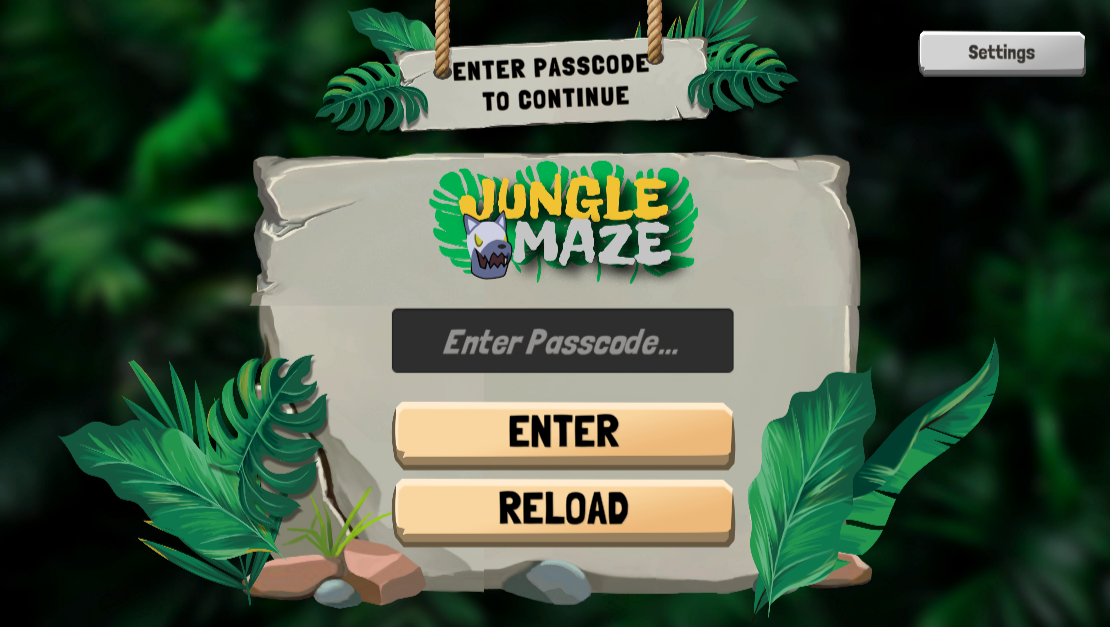 ENTER PASSCODE
TO CONTINUE
Settings
JUNGLE
MAZE
Enter Passcode...
ENTER
RELOAD